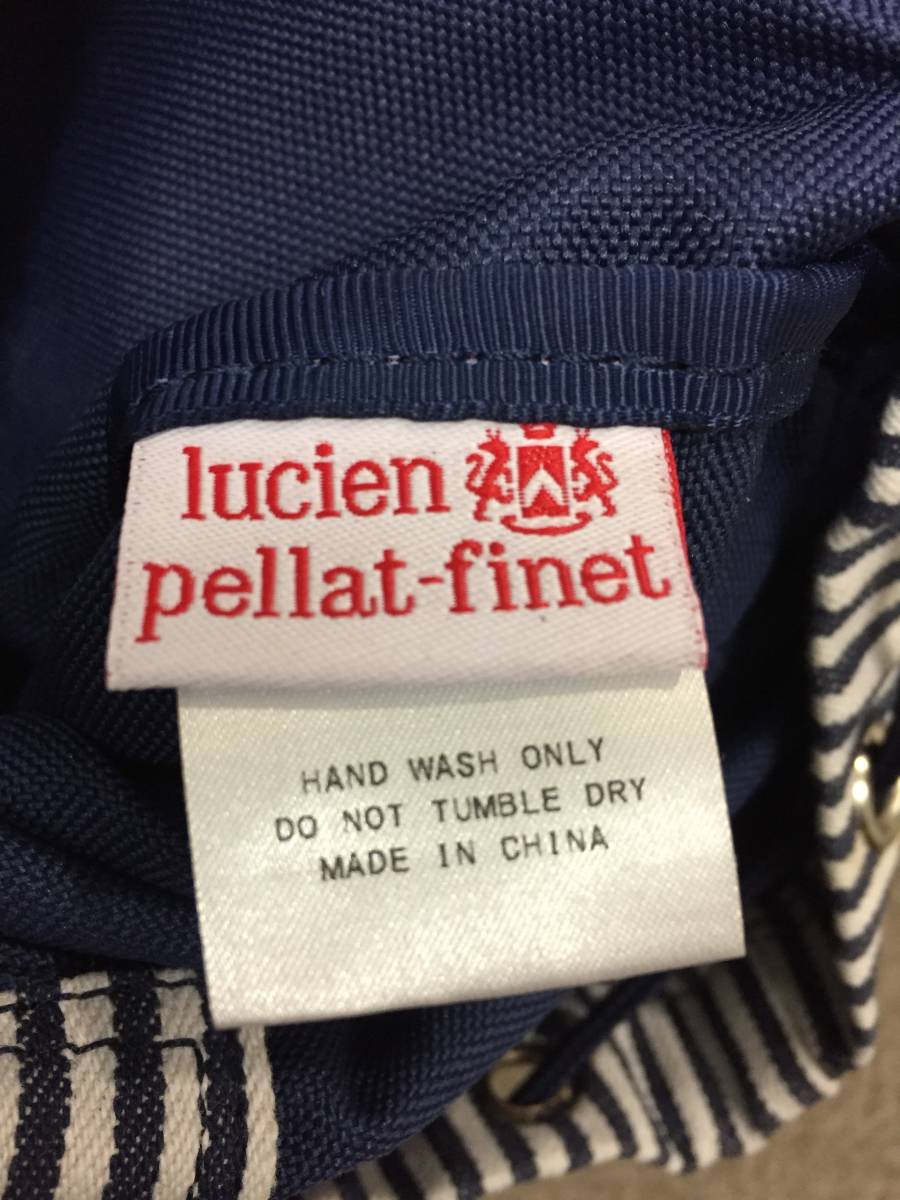 lucien
pellat-finet
HAND WASH ONLY
DO NOT TUMBLE DRY
MADE IN CHINA